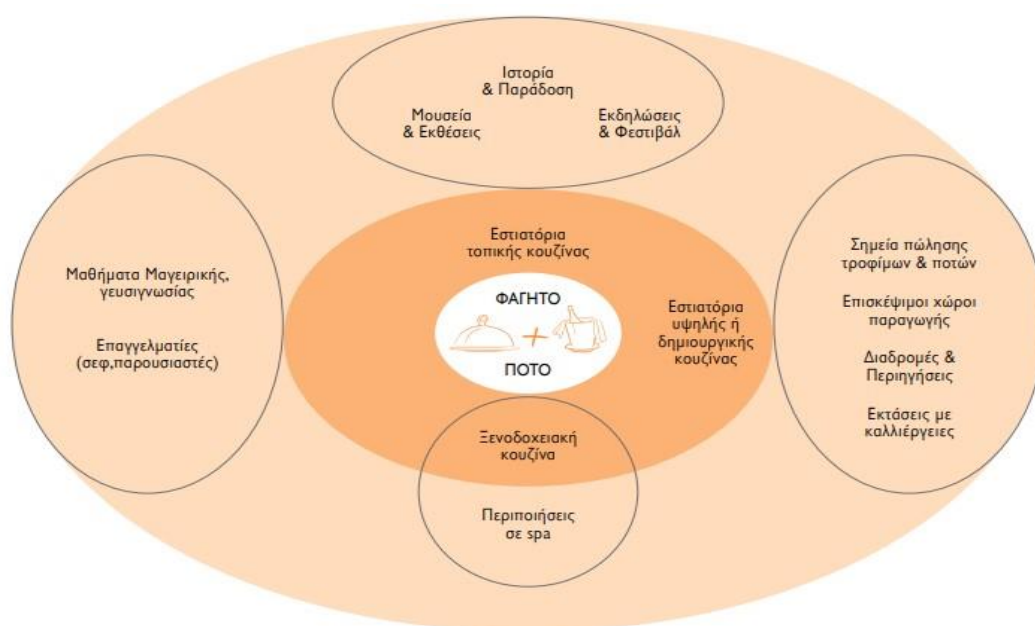 Ιστορία
& Παράδοση
Μουσεία
& Εκθέσεις
Εκδηλώσεις
& Φεστιβάλ
Μαθήματα Μαγειρικής,
γευσιγνωσίας
Επαγγελματίες
(σεφ,παρουσιαστές)
Εστιατόρια
τοπικής κουζίνας
ΦΑΓΗΤΟ
+
ΠΟΤΟ
Εστιατόρια
υψηλής ή
δημιουργικής
κουζίνας
Σημεία πώλησης
τροφίμων & ποτών
Επισκέψιμοι χώροι
παραγωγής
Διαδρομές &
Περιηγήσεις
Εκτάσεις με
καλλιέργειες
Ξενοδοχειακή
κουζίνα
Περιποιήσεις
σε spa